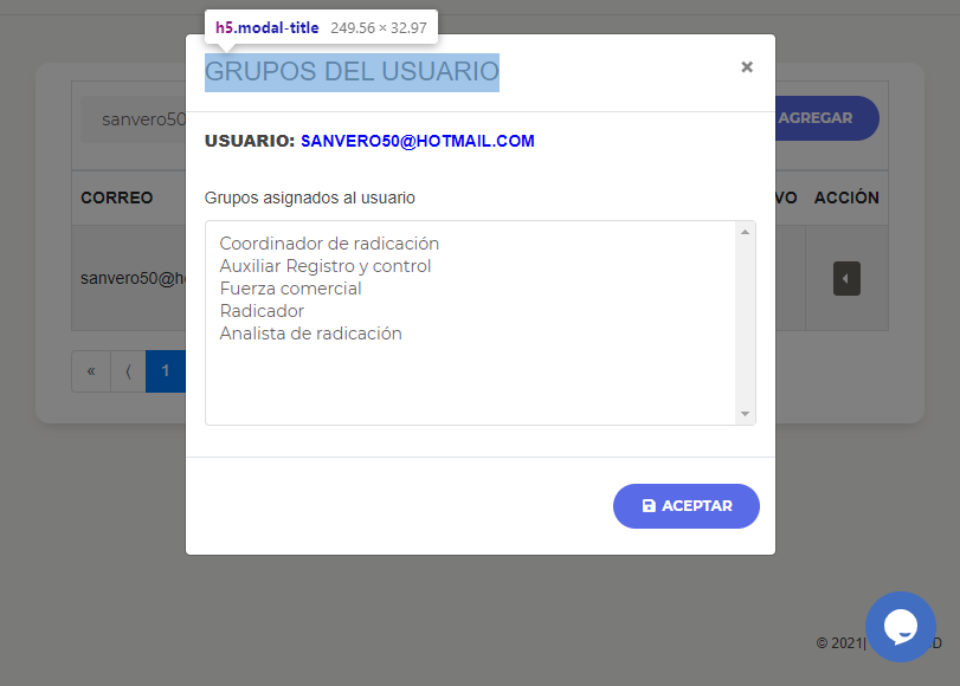 h5.modal-title 249.56 × 32.97
GRUPOS DEL USUARIO ×
sanvero50
AGREGAR
USUARIO: SANVERO50@HOTMAIL.COM
CORREO
ACCIÓN
Grupos asignados al usuario
Coordinador de radicación
Auxiliar Registro y control
Fuerza comercial
Radicador
Analista de radicación
sanvero50@h
« ⟨ 1
ACEPTAR
© 2021|